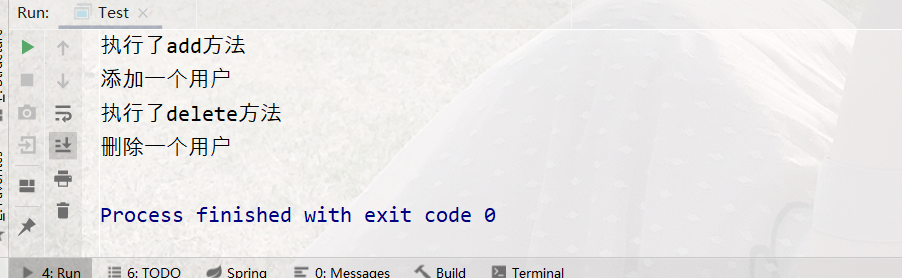 Run: Test
执行了add方法
添加一个用户
执行了delete方法
删除一个用户
Process finished with exit code 0
4: Run 6: TODO Spring 0: Messages Build Terminal